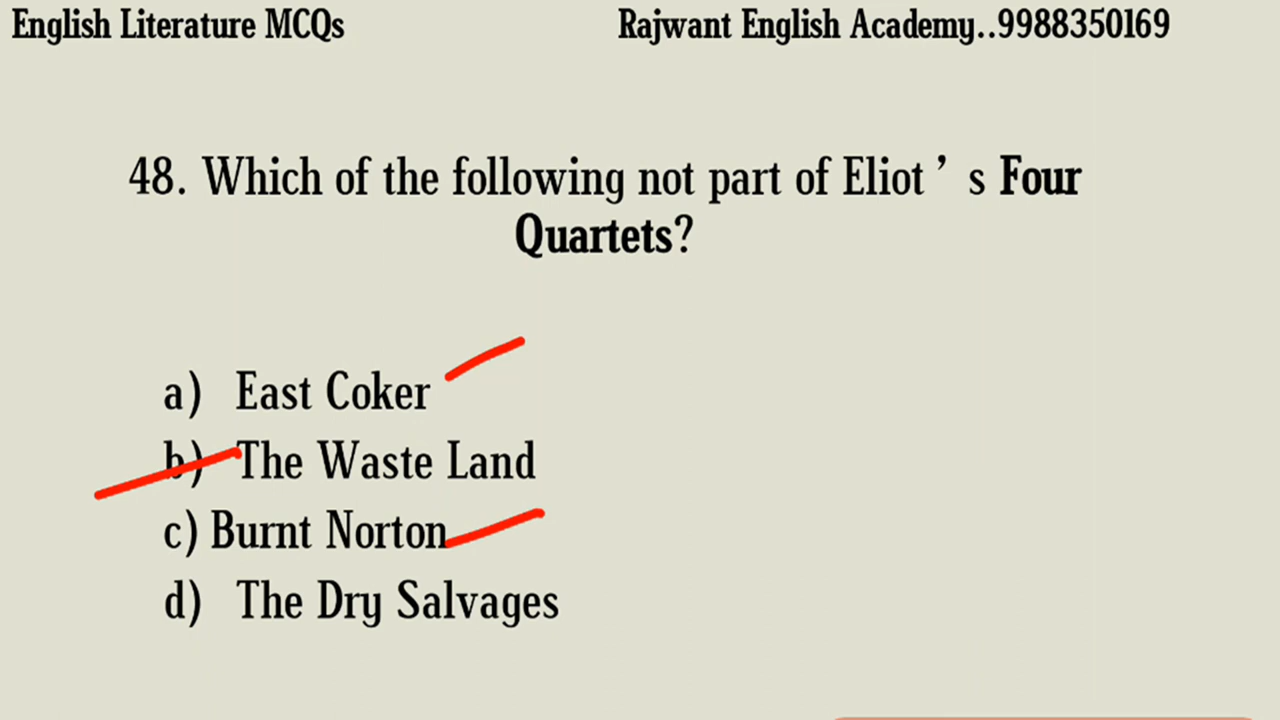 English Literature MCQs Rajwant English Academy..9988350169
48. Which of the following not part of Eliot ’ s Four
Quartets?
a) East Coker
b) The Waste Land
c) Burnt Norton
d) The Dry Salvages